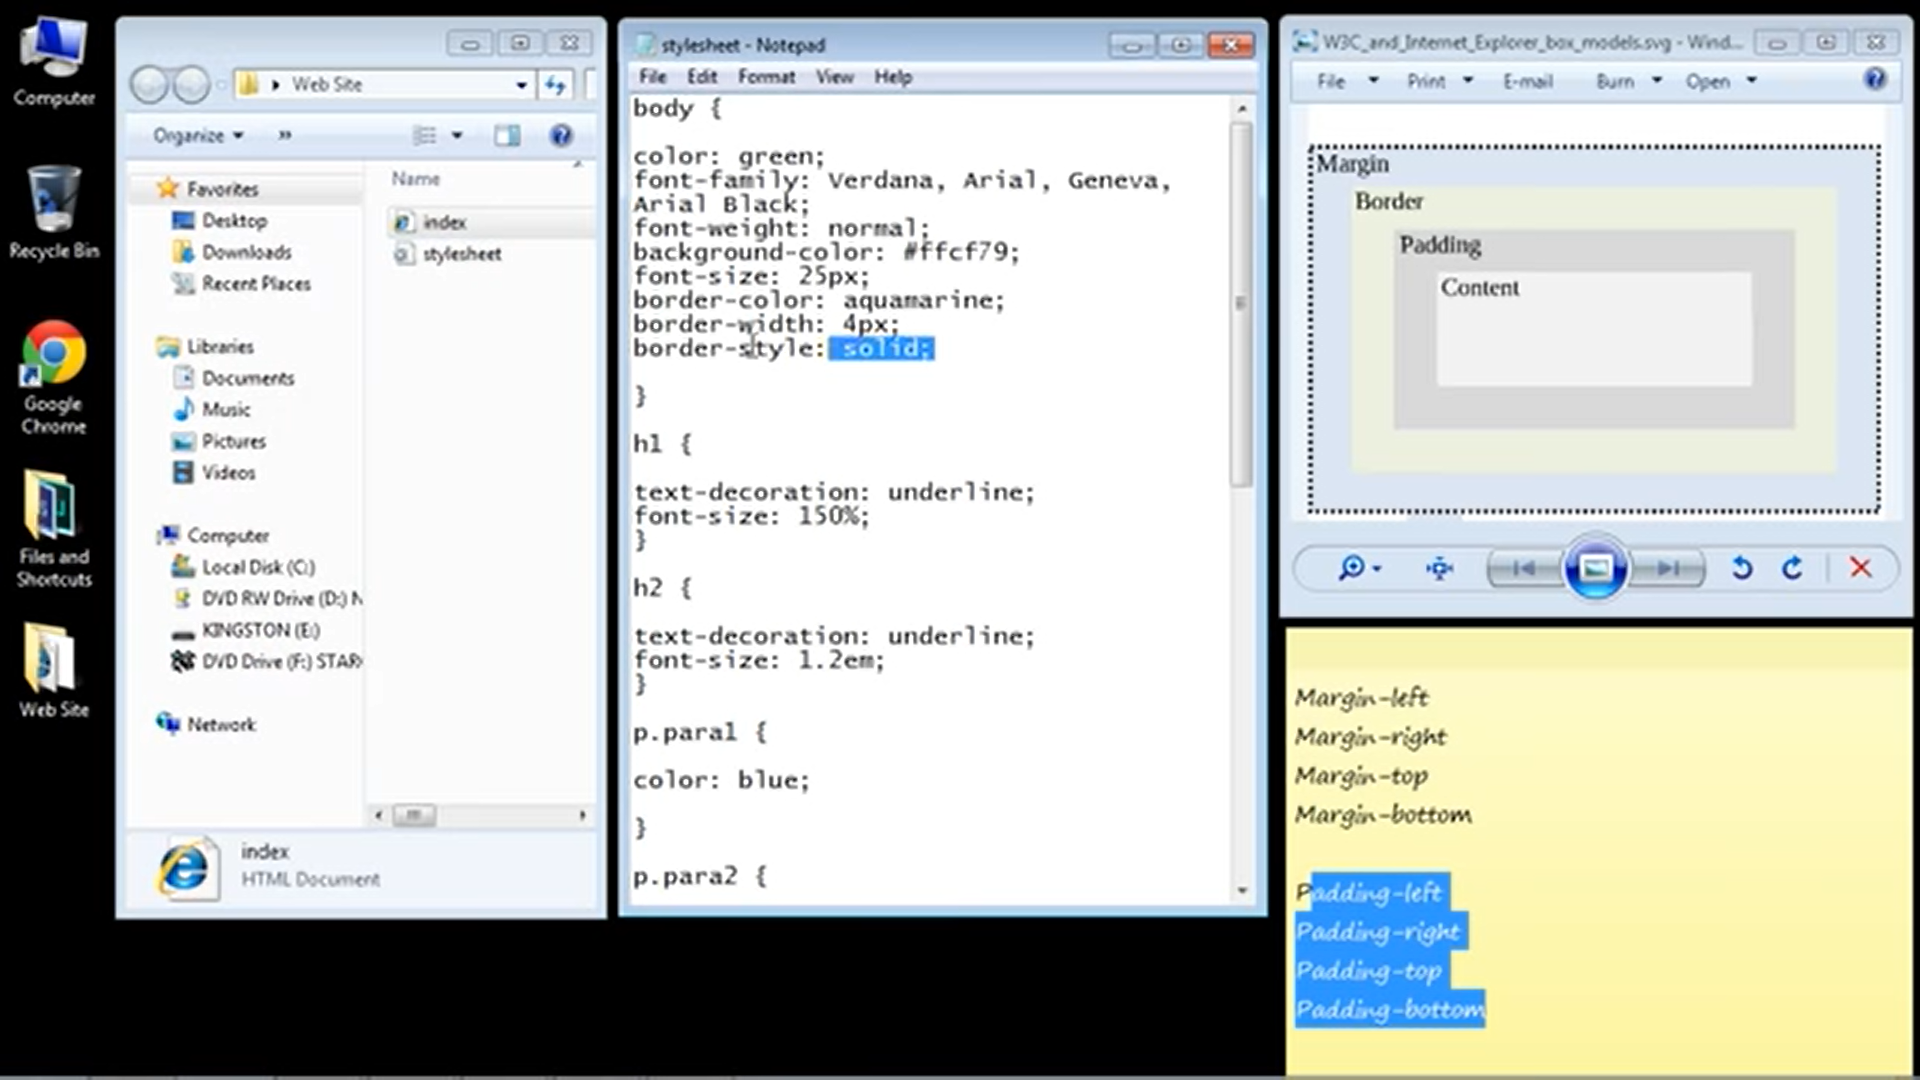 Computer
Recycle Bin
Google
Chrome
Files and
Shortcuts
Web Site
Web Site
Organize
»
Favorites
Desktop
Downloads
Recent Places
Libraries
Documents
Music
Pictures
Videos
Computer
Local Disk (C:)
DVD RW Drive (D:) N
KINGSTON (E:)
DVD Drive (F:) STAR
Network
Name
index
stylesheet
index
HTML Document
stylesheet - Notepad
File Edit Format View Help
body {
color: green;
font-family: Verdana, Arial, Geneva,
Arial Black;
font-weight: normal;
background-color: #ffcf79;
font-size: 25px;
border-color: aquamarine;
border-width: 4px;
border-style: solid;
}
h1 {
text-decoration: underline;
font-size: 150%;
}
h2 {
text-decoration: underline;
font-size: 1.2em;
}
p.para1 {
color: blue;
}
p.para2 {
W3C_and_Internet_Explorer_box_models.svg - Wind...
File Print E-mail Burn Open
Margin
Border
Padding
Content
Margin-left
Margin-right
Margin-top
Margin-bottom
Padding-left
Padding-right
Padding-top
Padding-bottom